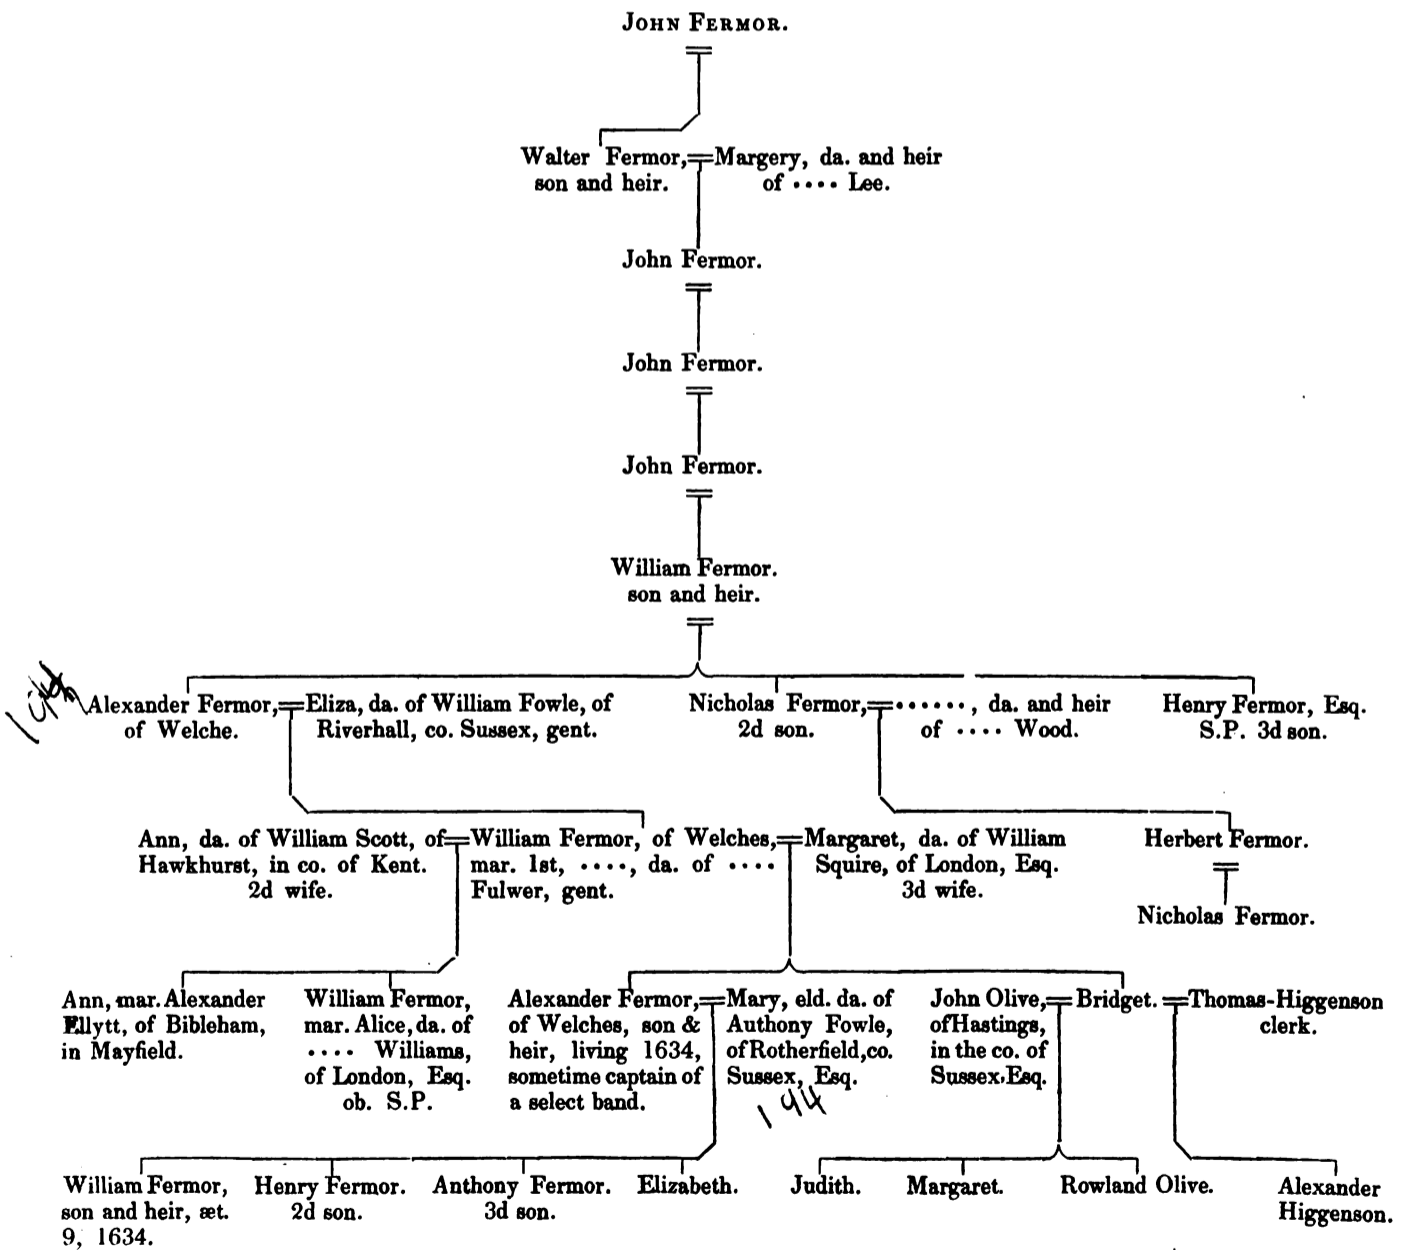 JOHN FERMOR.
Walter Fermor,=Margery, da. and heir
son and heir. of •••• Lee.
John Fermor.
John Fermor.
John Fermor.
William Fermor.
son and heir.
Alexander Fermor,=Eliza, da. of William Fowle, of
of Welche. Riverhall, co. Sussex, gent.
Nicholas Fermor,=••••••, da. and heir
2d son. of •••• Wood.
Henry Fermor, Esq.
S.P. 3d son.
Ann, da. of William Scott, of=William Fermor, of Welches,=Margaret, da. of William
Hawkhurst, in co. of Kent. mar. 1st, ••••, da. of •••• Squire, of London, Esq.
2d wife. Fulwer, gent. 3d wife.
Herbert Fermor.
Nicholas Fermor.
Ann, mar. Alexander
Ellytt, of Bibleham,
in Mayfield.
William Fermor,
mar. Alice, da. of
•••• Williams,
of London, Esq.
ob. S.P.
Alexander Fermor,=Mary, eld. da. of
of Welches, son & Authony Fowle,
heir, living 1634, of Rotherfield, co.
sometime captain of Sussex, Esq.
a select band.
194
John Olive,=Bridget.=Thomas-Higgenson
of Hastings, clerk.
in the co. of
Sussex, Esq.
William Fermor,
son and heir, æt.
9, 1634.
Henry Fermor.
2d son.
Anthony Fermor.
3d son.
Elizabeth.
Judith.
Margaret.
Rowland Olive.
Alexander
Higgenson.